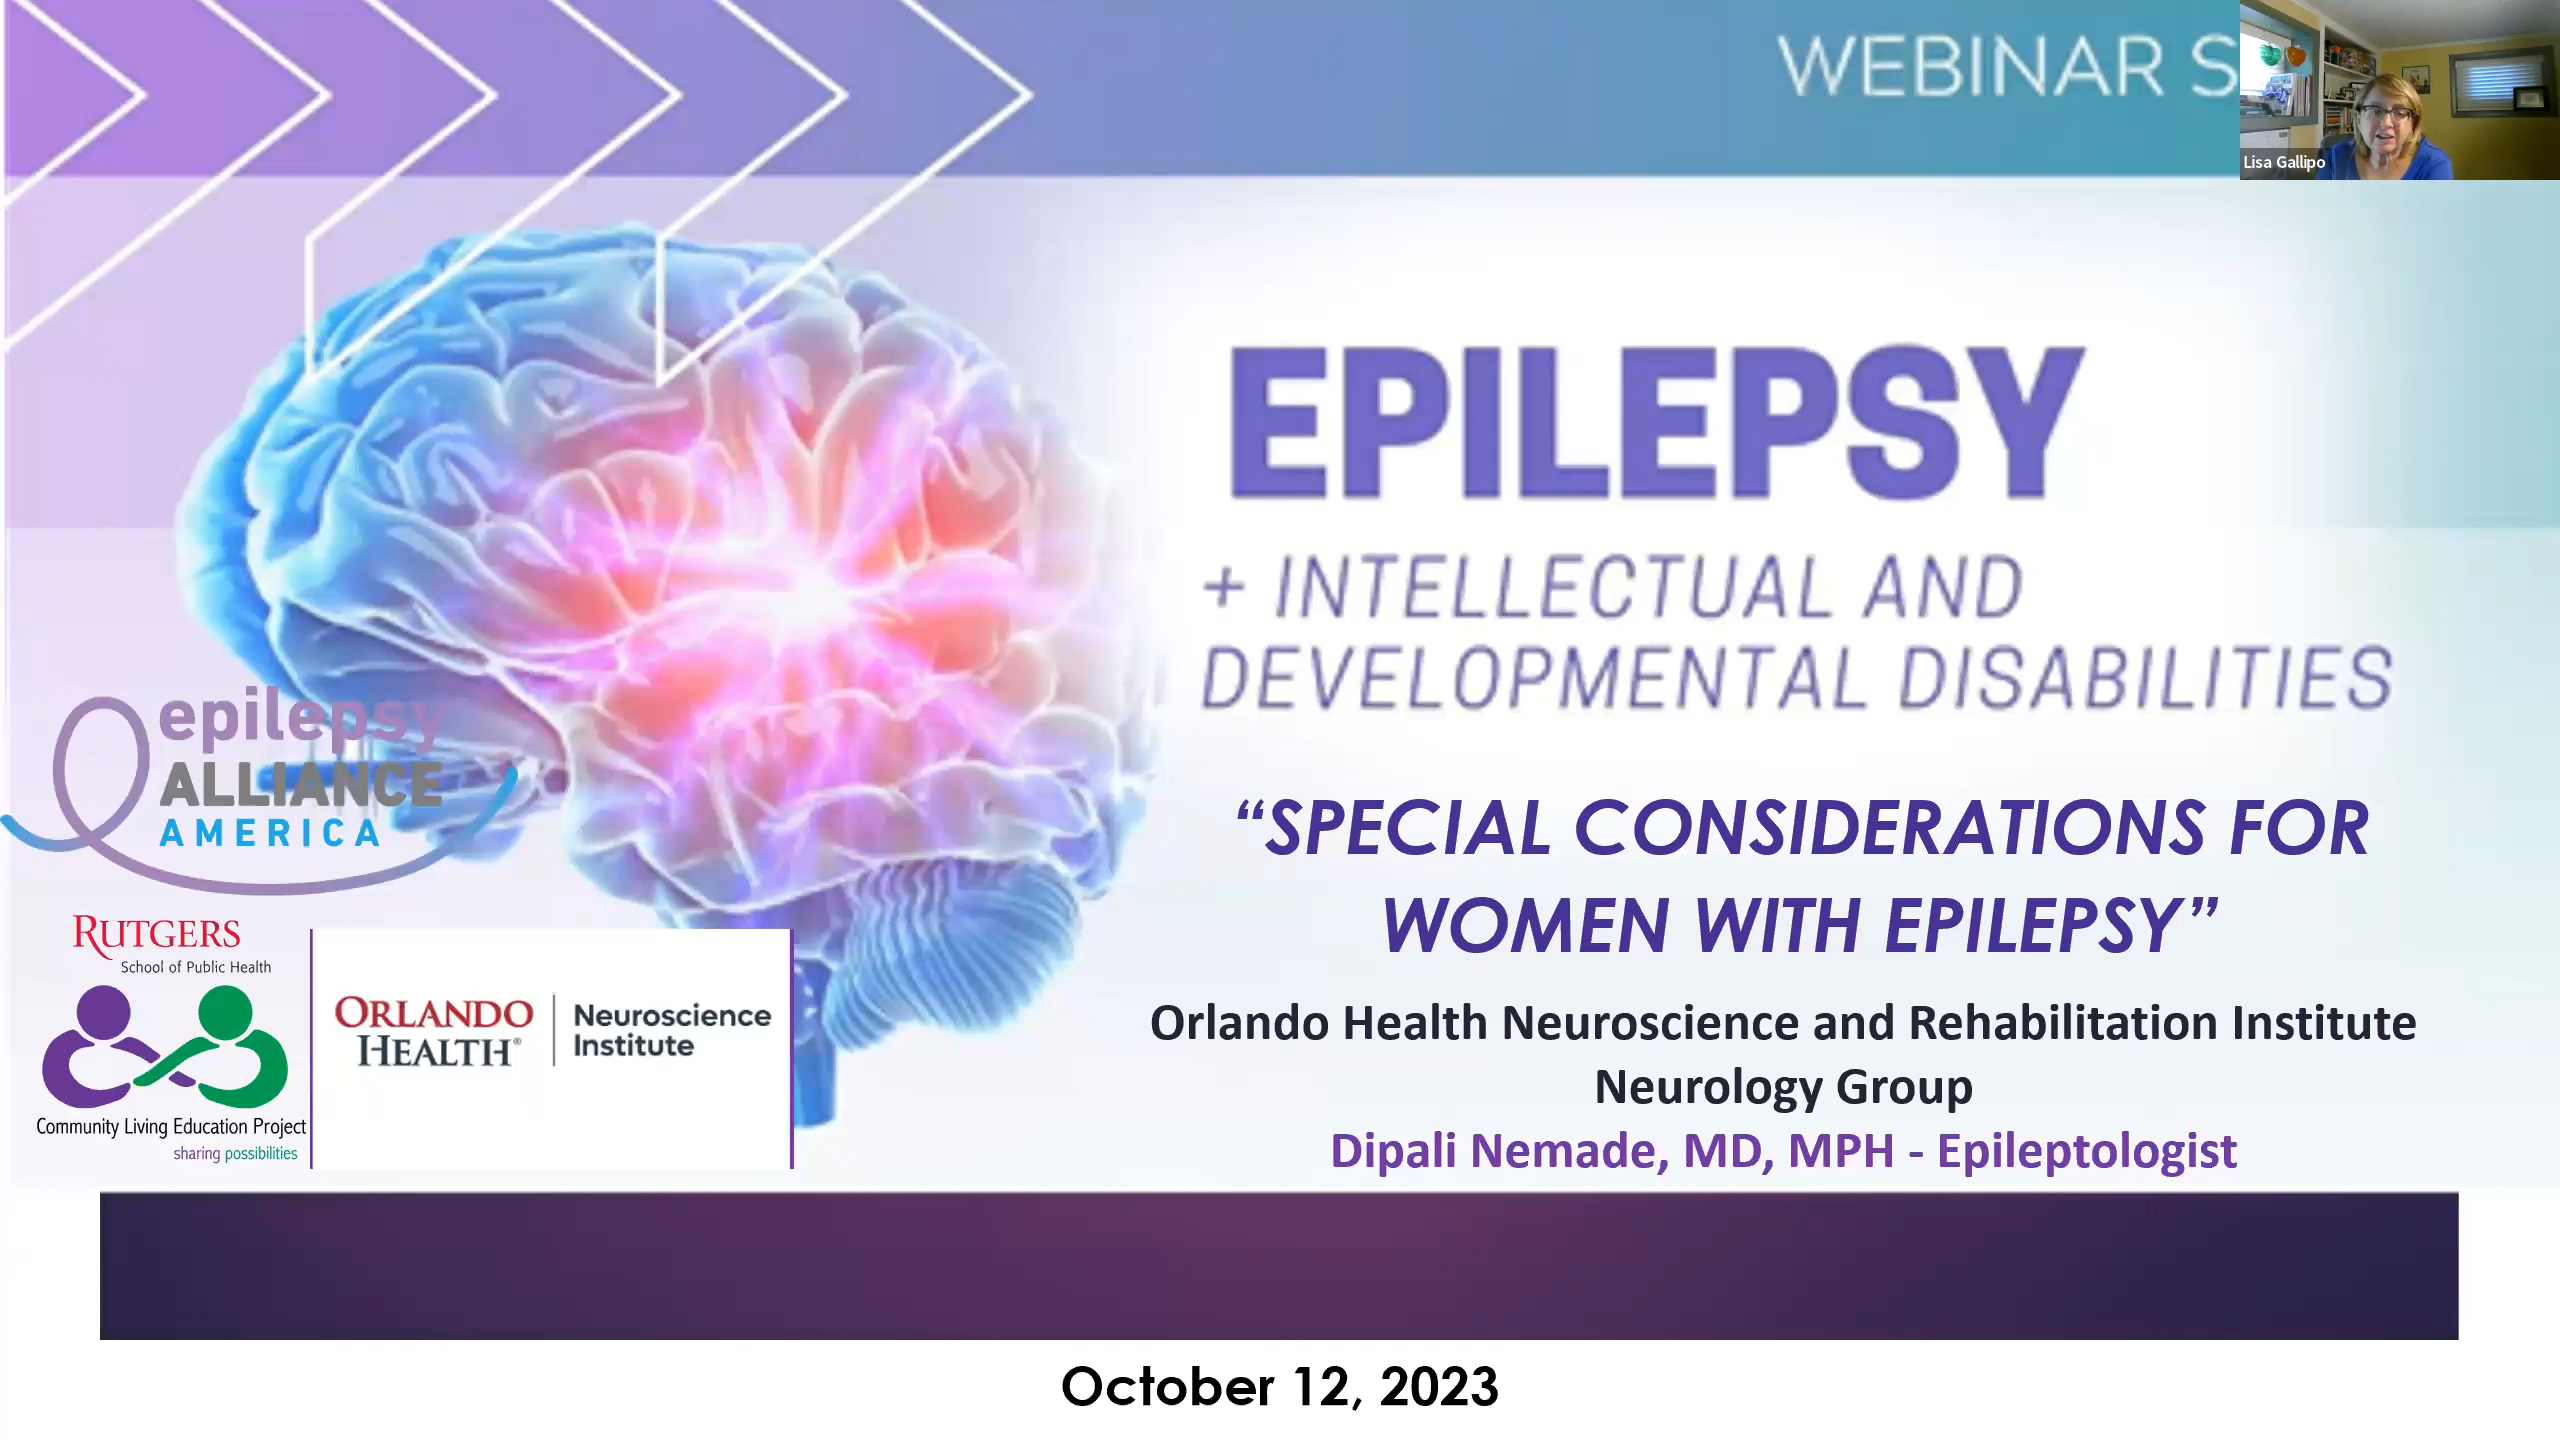 WEBINAR S
Lisa Gallipo
EPILEPSY
+ INTELLECTUAL AND
DEVELOPMENTAL DISABILITIES
epilepsy
ALLIANCE
AMERICA
“SPECIAL CONSIDERATIONS FOR
WOMEN WITH EPILEPSY”
RUTGERS
School of Public Health
Community Living Education Project
sharing possibilities
ORLANDO
HEALTH®
Neuroscience
Institute
Orlando Health Neuroscience and Rehabilitation Institute
Neurology Group
Dipali Nemade, MD, MPH - Epileptologist
October 12, 2023